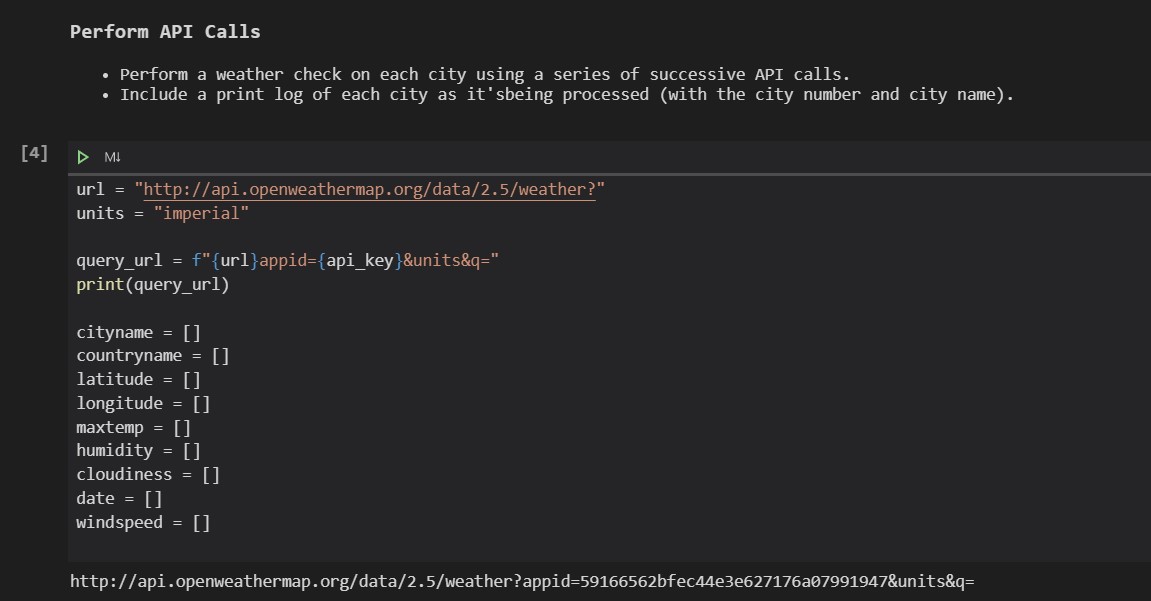 Perform API Calls
• Perform a weather check on each city using a series of successive API calls.
• Include a print log of each city as it'sbeing processed (with the city number and city name).
[4]
M↓
url = "http://api.openweathermap.org/data/2.5/weather?"
units = "imperial"
query_url = f"{url}appid={api_key}&units&q="
print(query_url)
cityname = []
countryname = []
latitude = []
longitude = []
maxtemp = []
humidity = []
cloudiness = []
date = []
windspeed = []
http://api.openweathermap.org/data/2.5/weather?appid=59166562bfec44e3e627176a07991947&units&q=